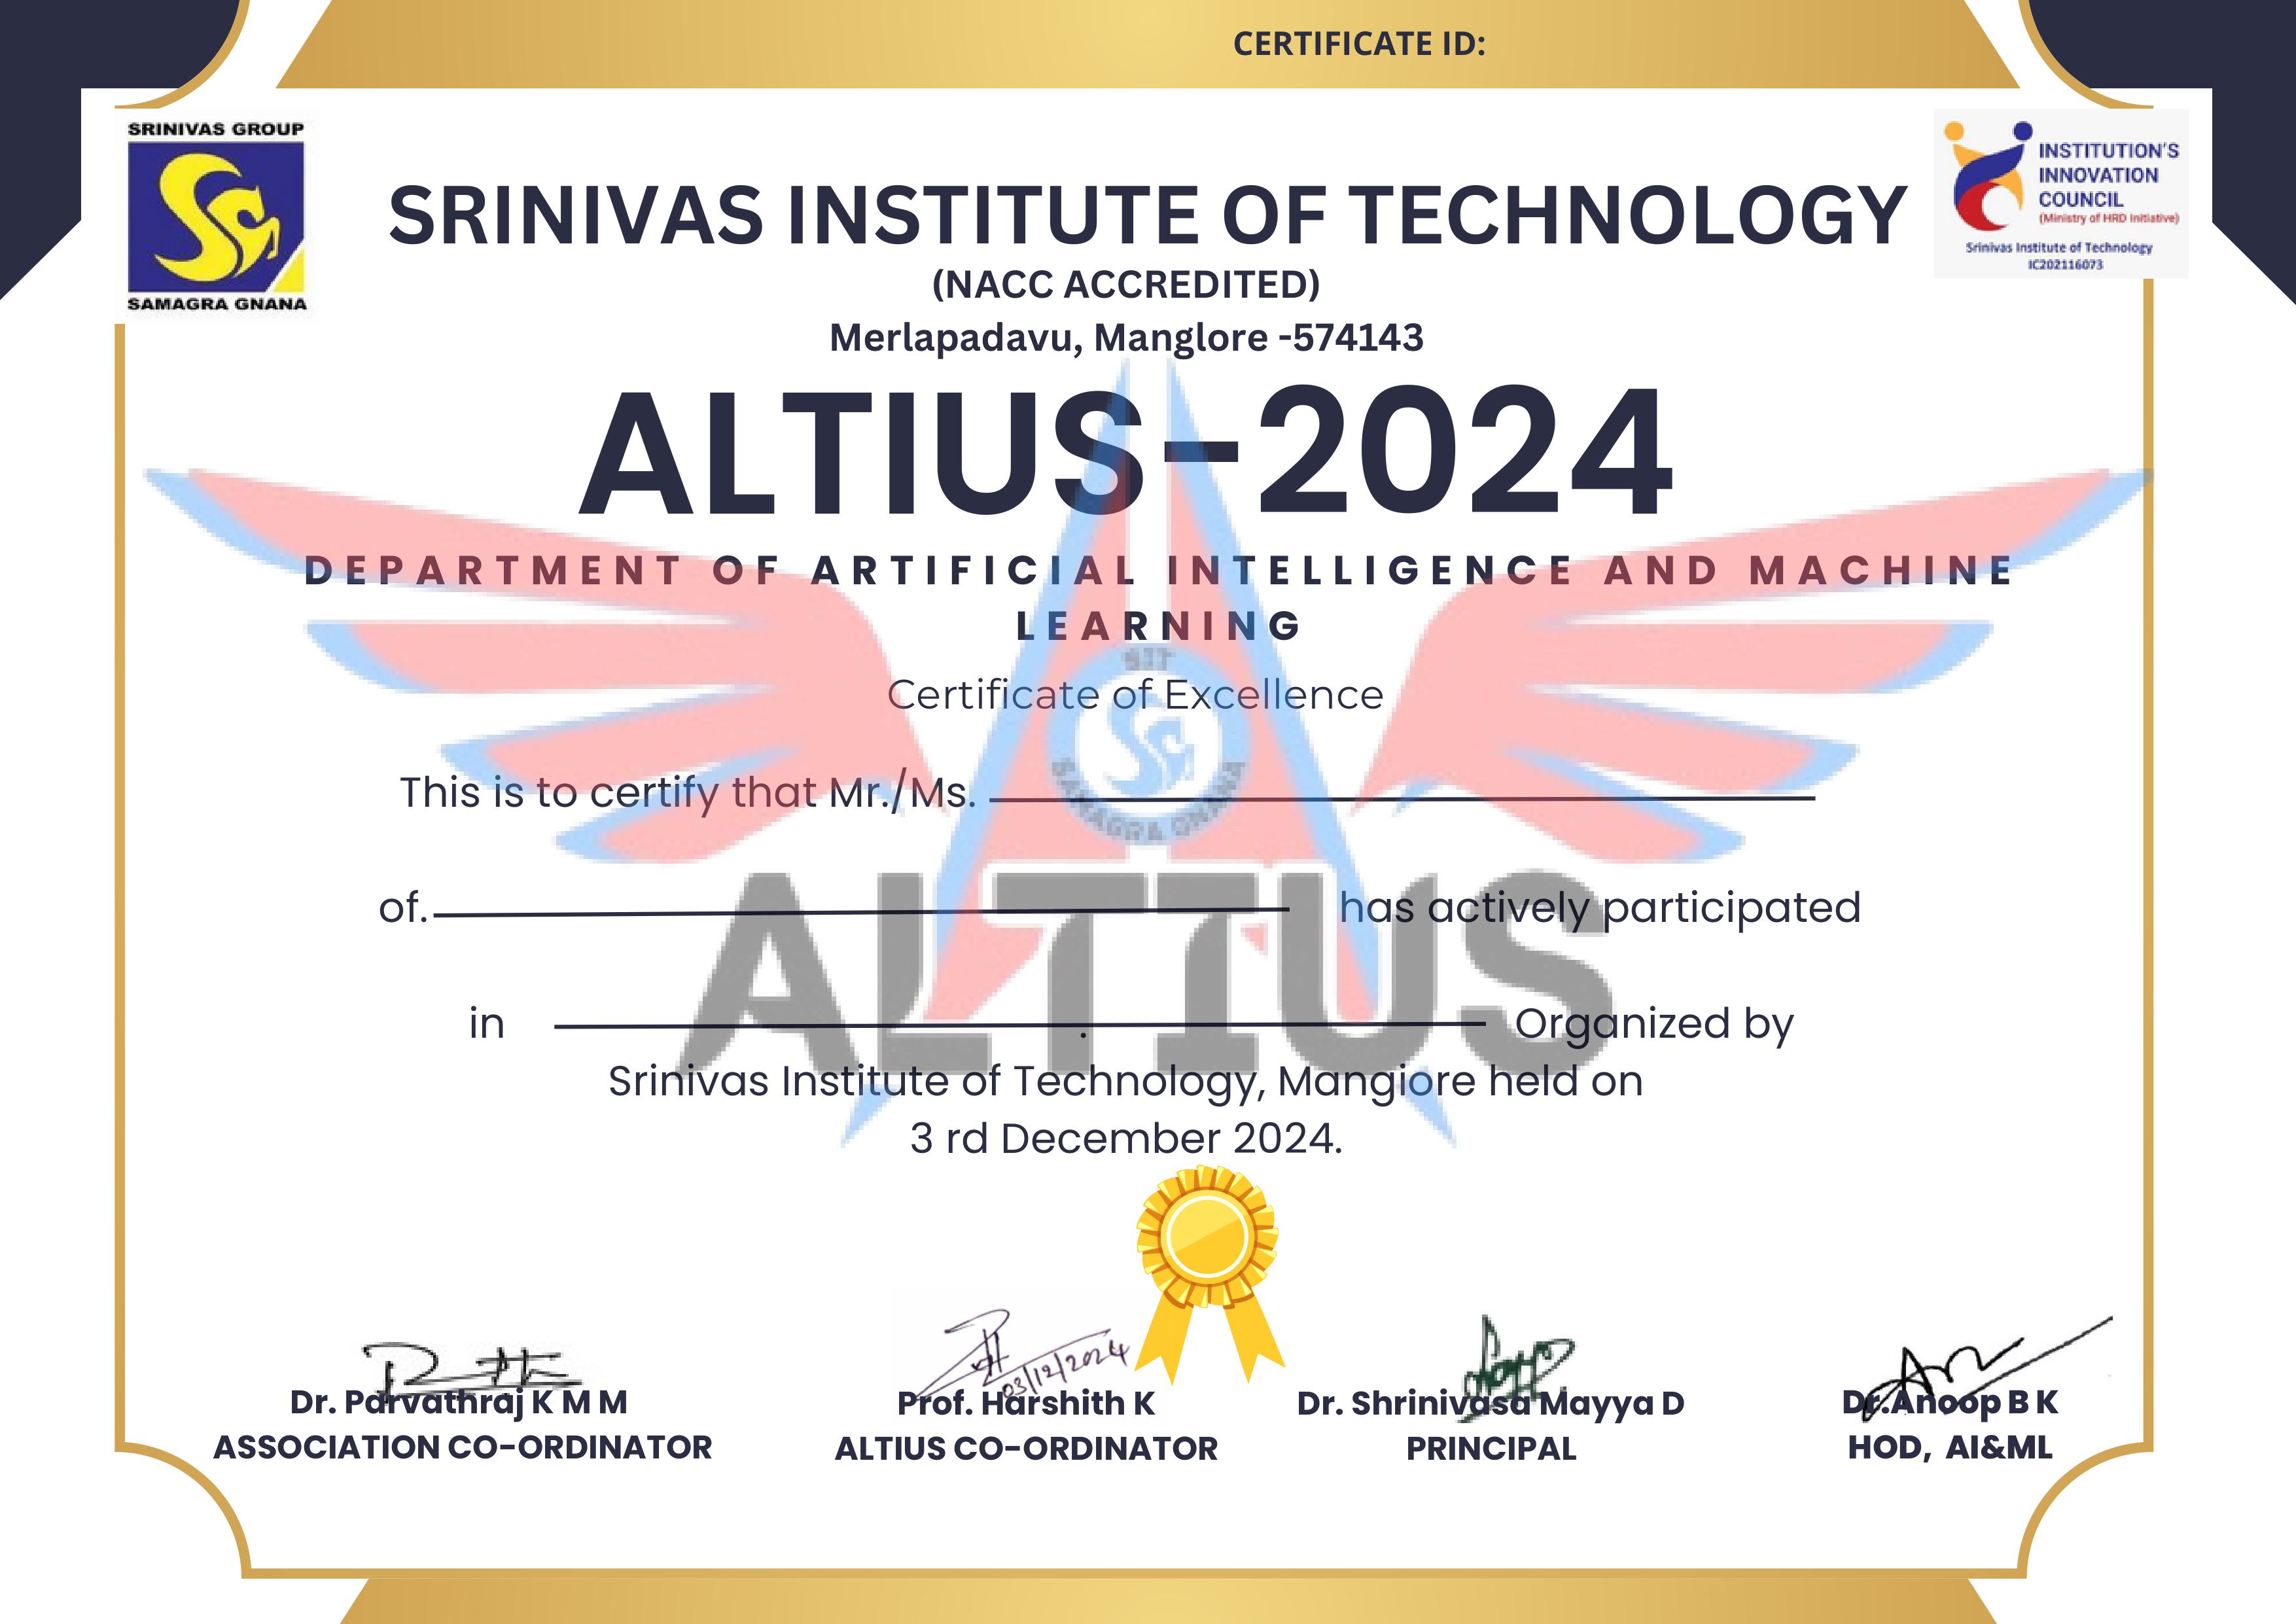 CERTIFICATE ID:
SRINIVAS GROUP
SAMAGRA GNANA
INSTITUTION'S
INNOVATION
COUNCIL
(Ministry of HRD Initiative)
Srinivas Institute of Technology
IC202116073
SRINIVAS INSTITUTE OF TECHNOLOGY
(NACC ACCREDITED)
Merlapadavu, Manglore -574143
ALTIUS-2024
DEPARTMENT OF ARTIFICIAL INTELLIGENCE AND MACHINE
LEARNING
SIT
Certificate of Excellence
SAMAGRA GNANA
This is to certify that Mr./Ms.
of. has actively participated
ALTIUS
in . Organized by
Srinivas Institute of Technology, Mangiore held on
3 rd December 2024.
03/12/2024
Dr. Parvathraj K M M
ASSOCIATION CO-ORDINATOR
Prof. Harshith K
ALTIUS CO-ORDINATOR
Dr. Shrinivasa Mayya D
PRINCIPAL
Dr.Anoop B K
HOD, AI&ML